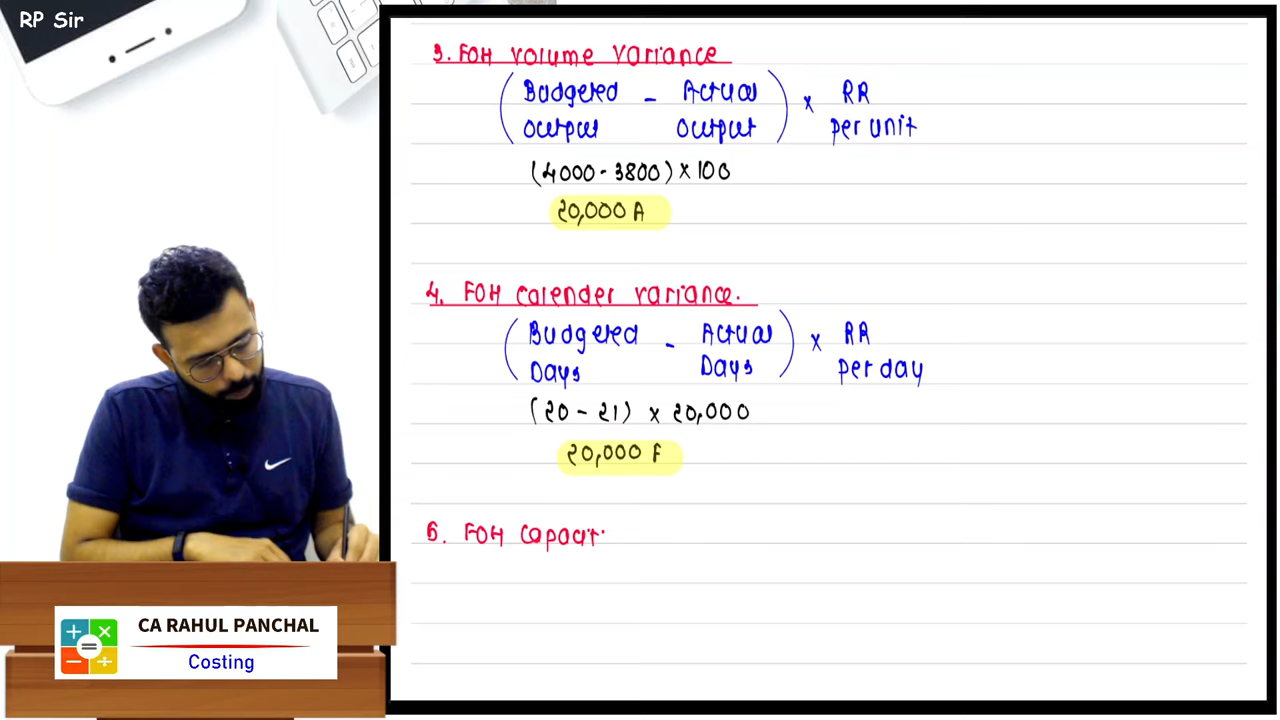 RP Sir
3. FOH Volume Variance
(Budgeted Output - Actual Output) × RR per unit
(4000 - 3800) × 100
20,000 A
4. FOH Calender Variance.
(Budgeted Days - Actual Days) × RR per day
(20 - 21) × 20,000
20,000 F
5. FOH Capacit
CA RAHUL PANCHAL
Costing